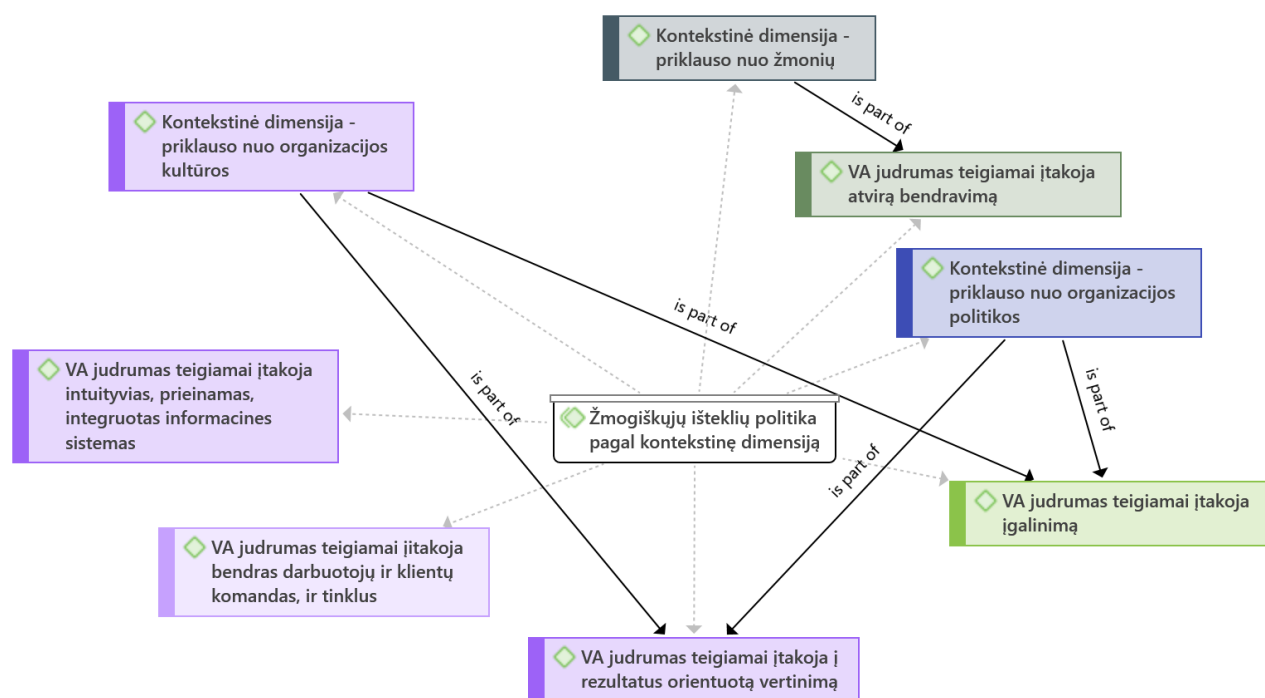 Kontekstinė dimensija -
priklauso nuo žmonių
is part of
Kontekstinė dimensija -
priklauso nuo organizacijos
kultūros
VA judrumas teigiamai įtakoja
atvirą bendravimą
Kontekstinė dimensija -
priklauso nuo organizacijos
politikos
is part of
VA judrumas teigiamai įtakoja
intuityvias, prieinamas,
integruotas informacines
sistemas
is part of
is part of
Žmogiškųjų išteklių politika
pagal kontekstinę dimensiją
is part of
VA judrumas teigiamai įtakoja
įgalinimą
VA judrumas teigiamai įitakoja
bendras darbuotojų ir klientų
komandas, ir tinklus
VA judrumas teigiamai įtakoja į
rezultatus orientuotą vertinimą